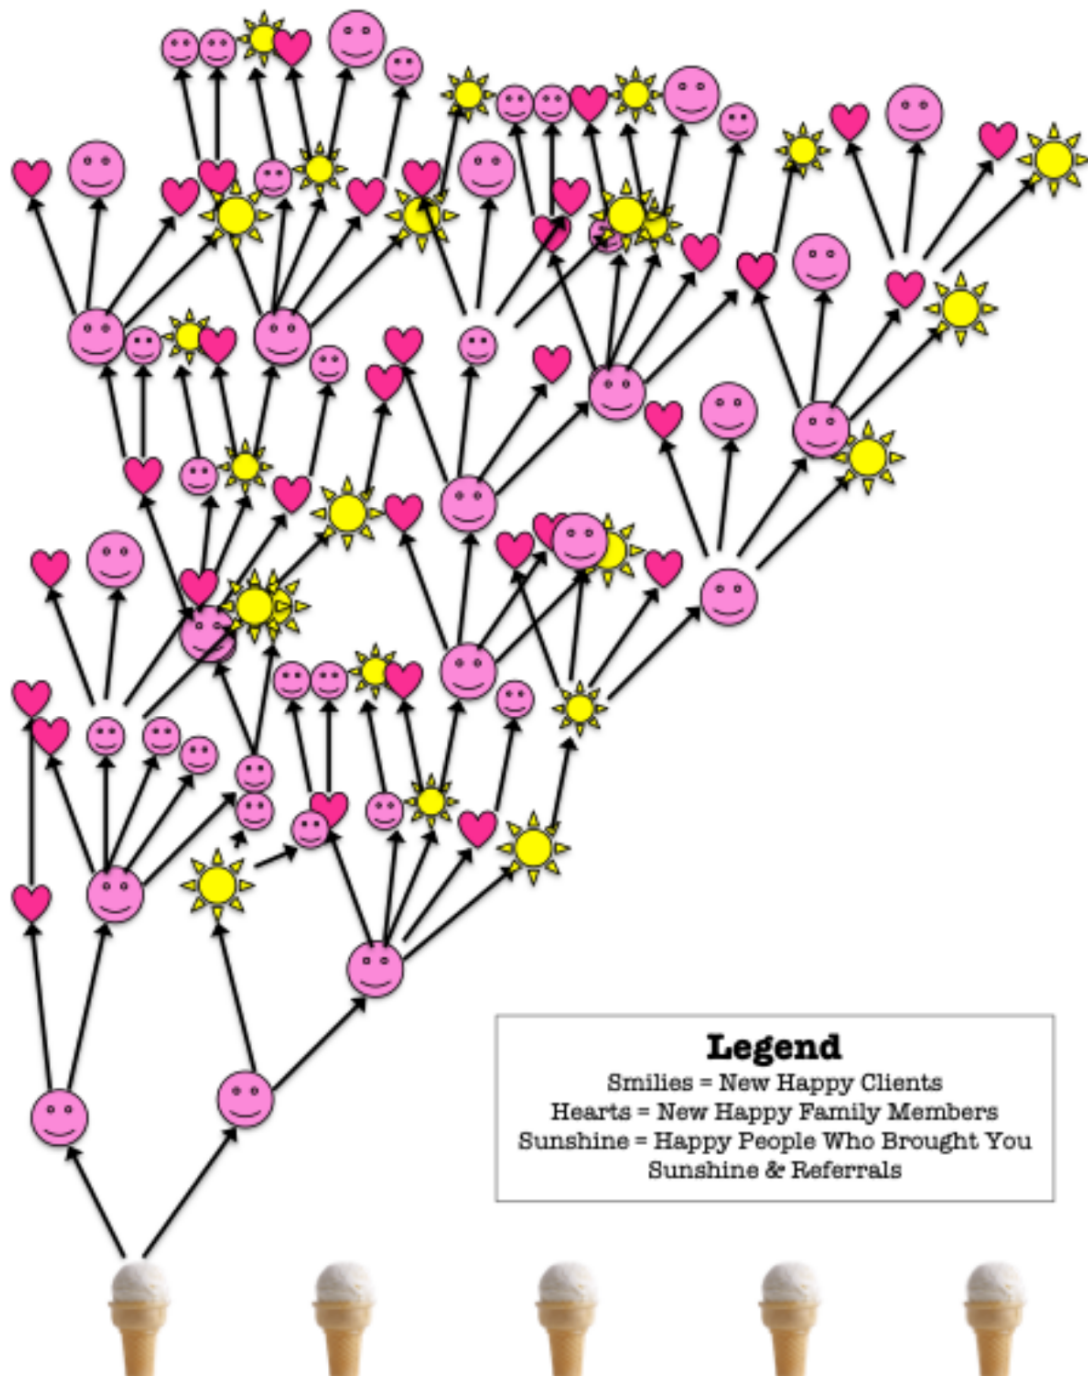 Legend
Smilies = New Happy Clients
Hearts = New Happy Family Members
Sunshine = Happy People Who Brought You
Sunshine & Referrals